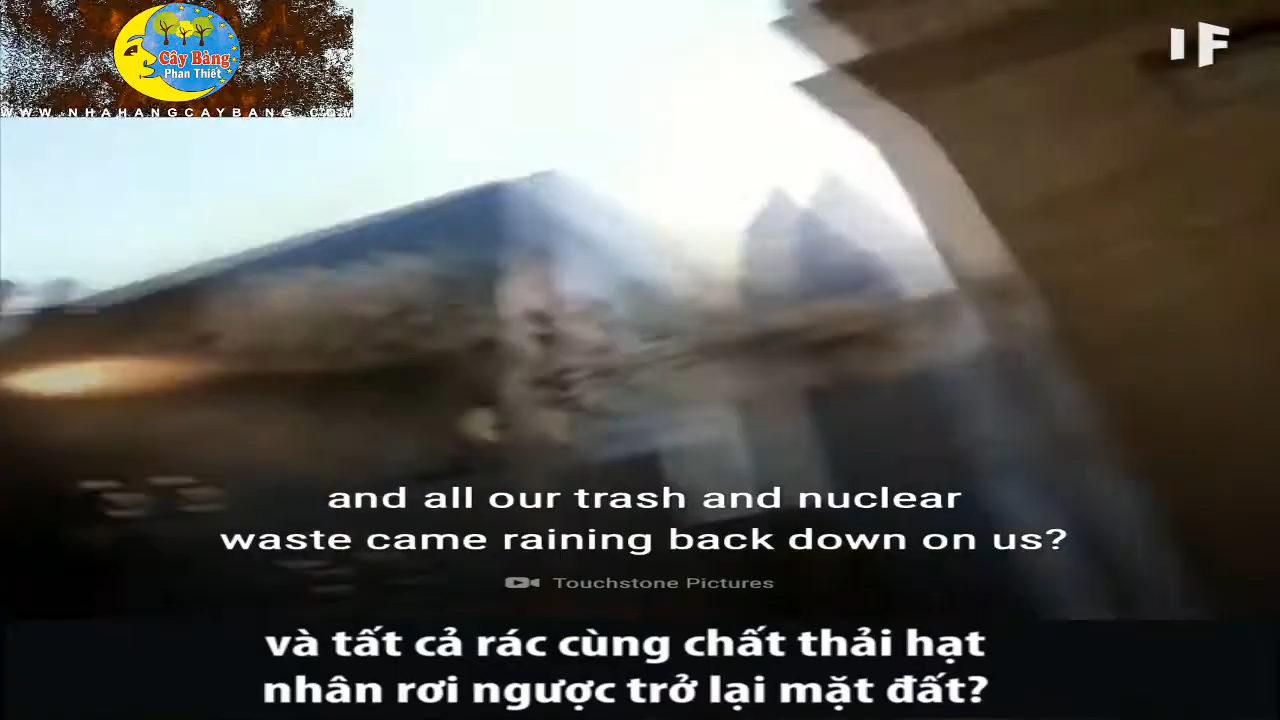 Cây Bàng
Phan Thiết
WWW.NHAHANGCAYBANG.COM
IF
and all our trash and nuclear
waste came raining back down on us?
Touchstone Pictures
và tất cả rác cùng chất thải hạt
nhân rơi ngược trở lại mặt đất?